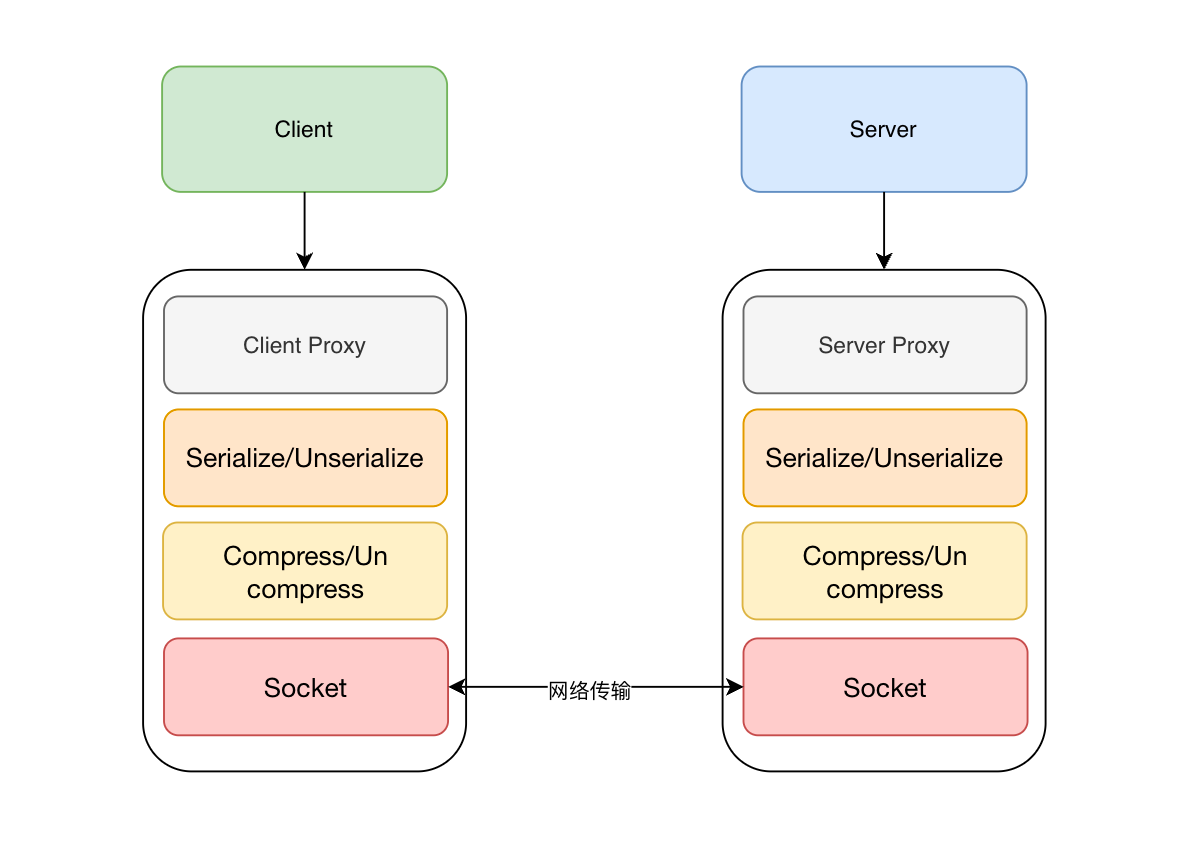 Client
Server
Client Proxy
Server Proxy
Serialize/Unserialize
Serialize/Unserialize
Compress/Un
compress
Compress/Un
compress
Socket
网络传输
Socket